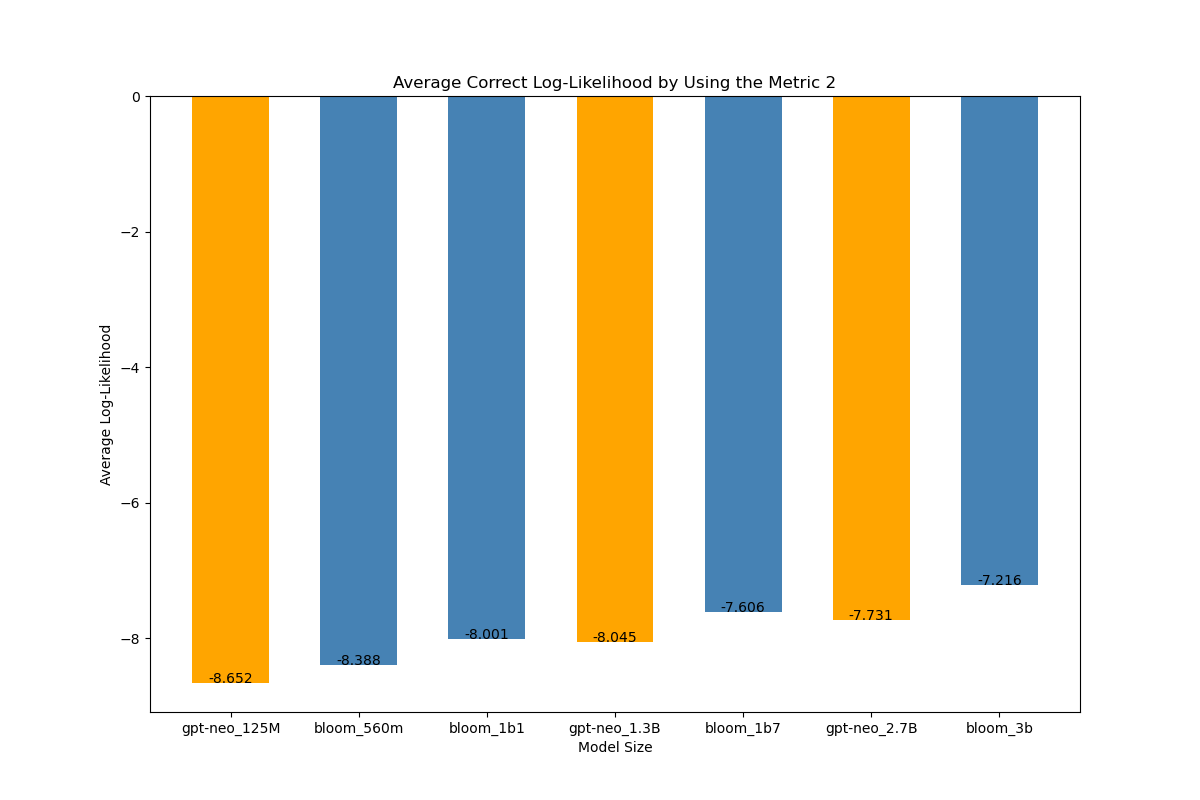 Average Correct Log-Likelihood by Using the Metric 2
0
−2
−4
−6
−8
Average Log-Likelihood
-8.652
-8.388
-8.001
-8.045
-7.606
-7.731
-7.216
gpt-neo_125M
bloom_560m
bloom_1b1
gpt-neo_1.3B
bloom_1b7
gpt-neo_2.7B
bloom_3b
Model Size